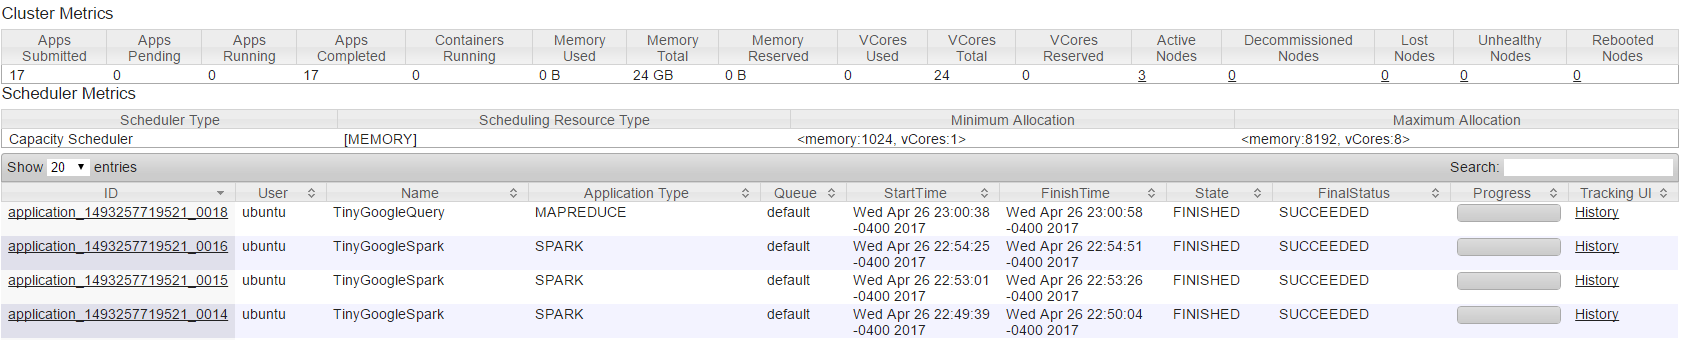 Cluster Metrics
Apps Submitted Apps Pending Apps Running Apps Completed Containers Running Memory Used Memory Total Memory Reserved VCores Used VCores Total VCores Reserved Active Nodes Decommissioned Nodes Lost Nodes Unhealthy Nodes Rebooted Nodes
17 0 0 17 0 0 B 24 GB 0 B 0 24 0 3 0 0 0 0
Scheduler Metrics
Scheduler Type Scheduling Resource Type Minimum Allocation Maximum Allocation
Capacity Scheduler [MEMORY] <memory:1024, vCores:1> <memory:8192, vCores:8>
Show 20 entries Search:
ID User Name Application Type Queue StartTime FinishTime State FinalStatus Progress Tracking UI
application_1493257719521_0018 ubuntu TinyGoogleQuery MAPREDUCE default Wed Apr 26 23:00:38 -0400 2017 Wed Apr 26 23:00:58 -0400 2017 FINISHED SUCCEEDED History
application_1493257719521_0016 ubuntu TinyGoogleSpark SPARK default Wed Apr 26 22:54:25 -0400 2017 Wed Apr 26 22:54:51 -0400 2017 FINISHED SUCCEEDED History
application_1493257719521_0015 ubuntu TinyGoogleSpark SPARK default Wed Apr 26 22:53:01 -0400 2017 Wed Apr 26 22:53:26 -0400 2017 FINISHED SUCCEEDED History
application_1493257719521_0014 ubuntu TinyGoogleSpark SPARK default Wed Apr 26 22:49:39 -0400 2017 Wed Apr 26 22:50:04 -0400 2017 FINISHED SUCCEEDED History